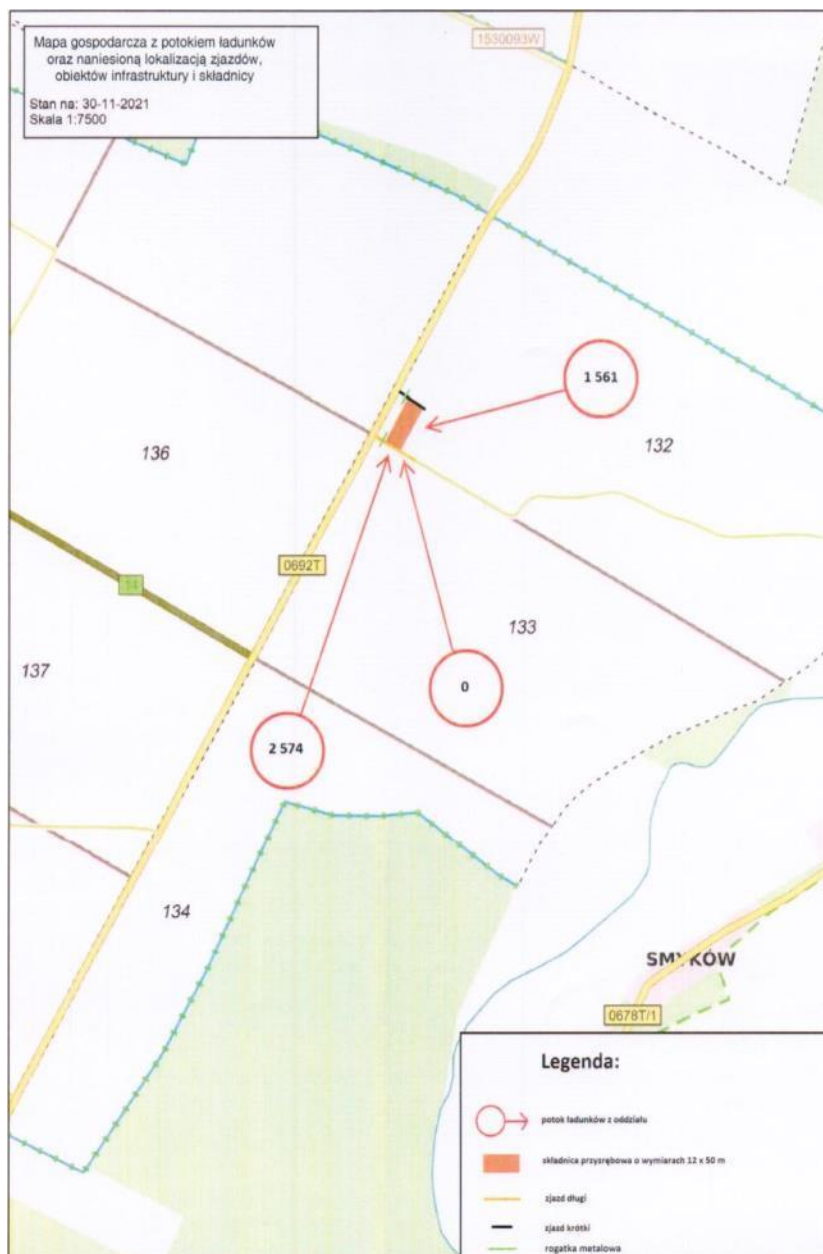 Mapa gospodarcza z potokiem ładunków
oraz naniesioną lokalizacją zjazdów,
obiektów infrastruktury i składnicy
Stan na: 30-11-2021
Skala 1:7500
1530093W
1 561
136
132
0692T
14
133
137
0
2 574
134
SMYKÓW
0678T/1
Legenda:
potok ładunków z oddziału
składnica przyzrębowa o wymiarach 12 x 50 m
zjazd długi
zjazd krótki
rogatka metalowa